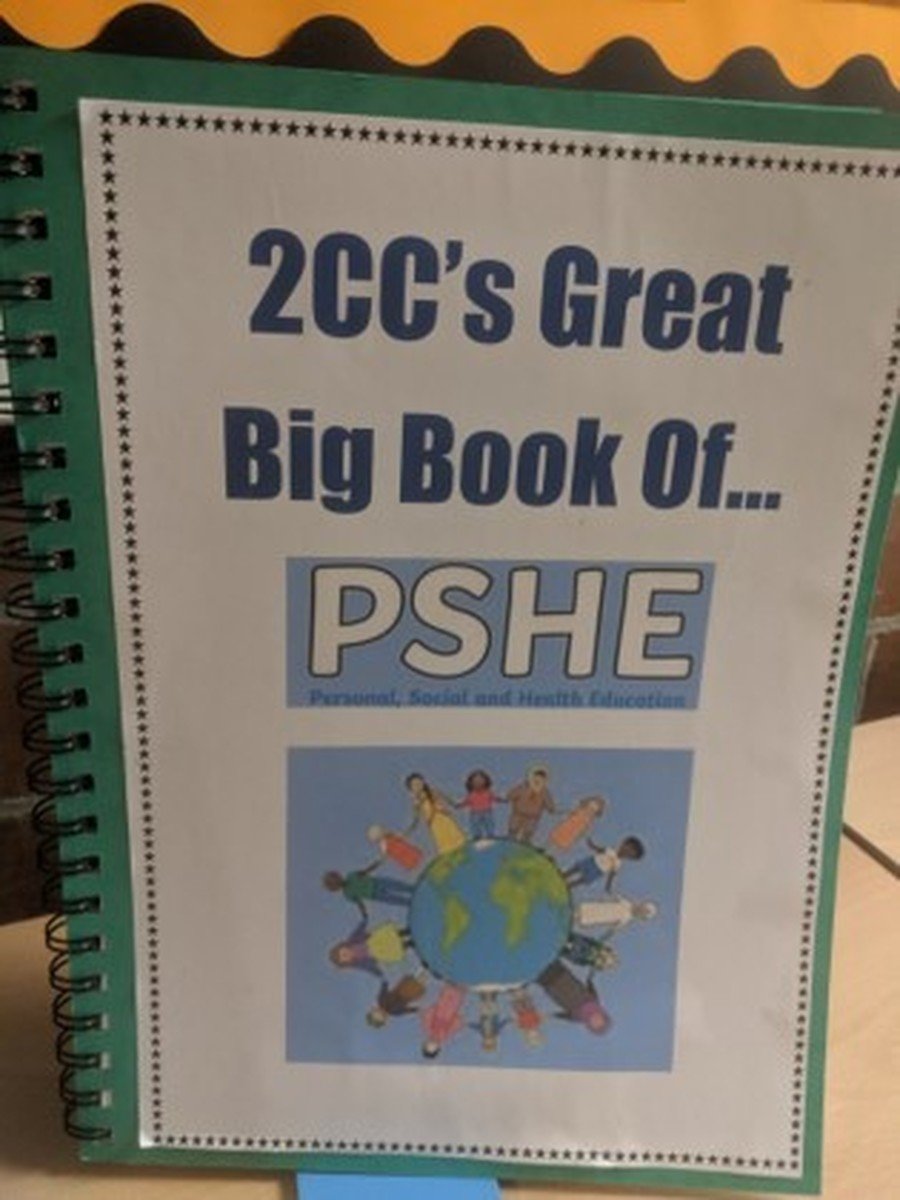 2CC's Great
Big Book Of...
PSHE
Personal, Social and Health Education